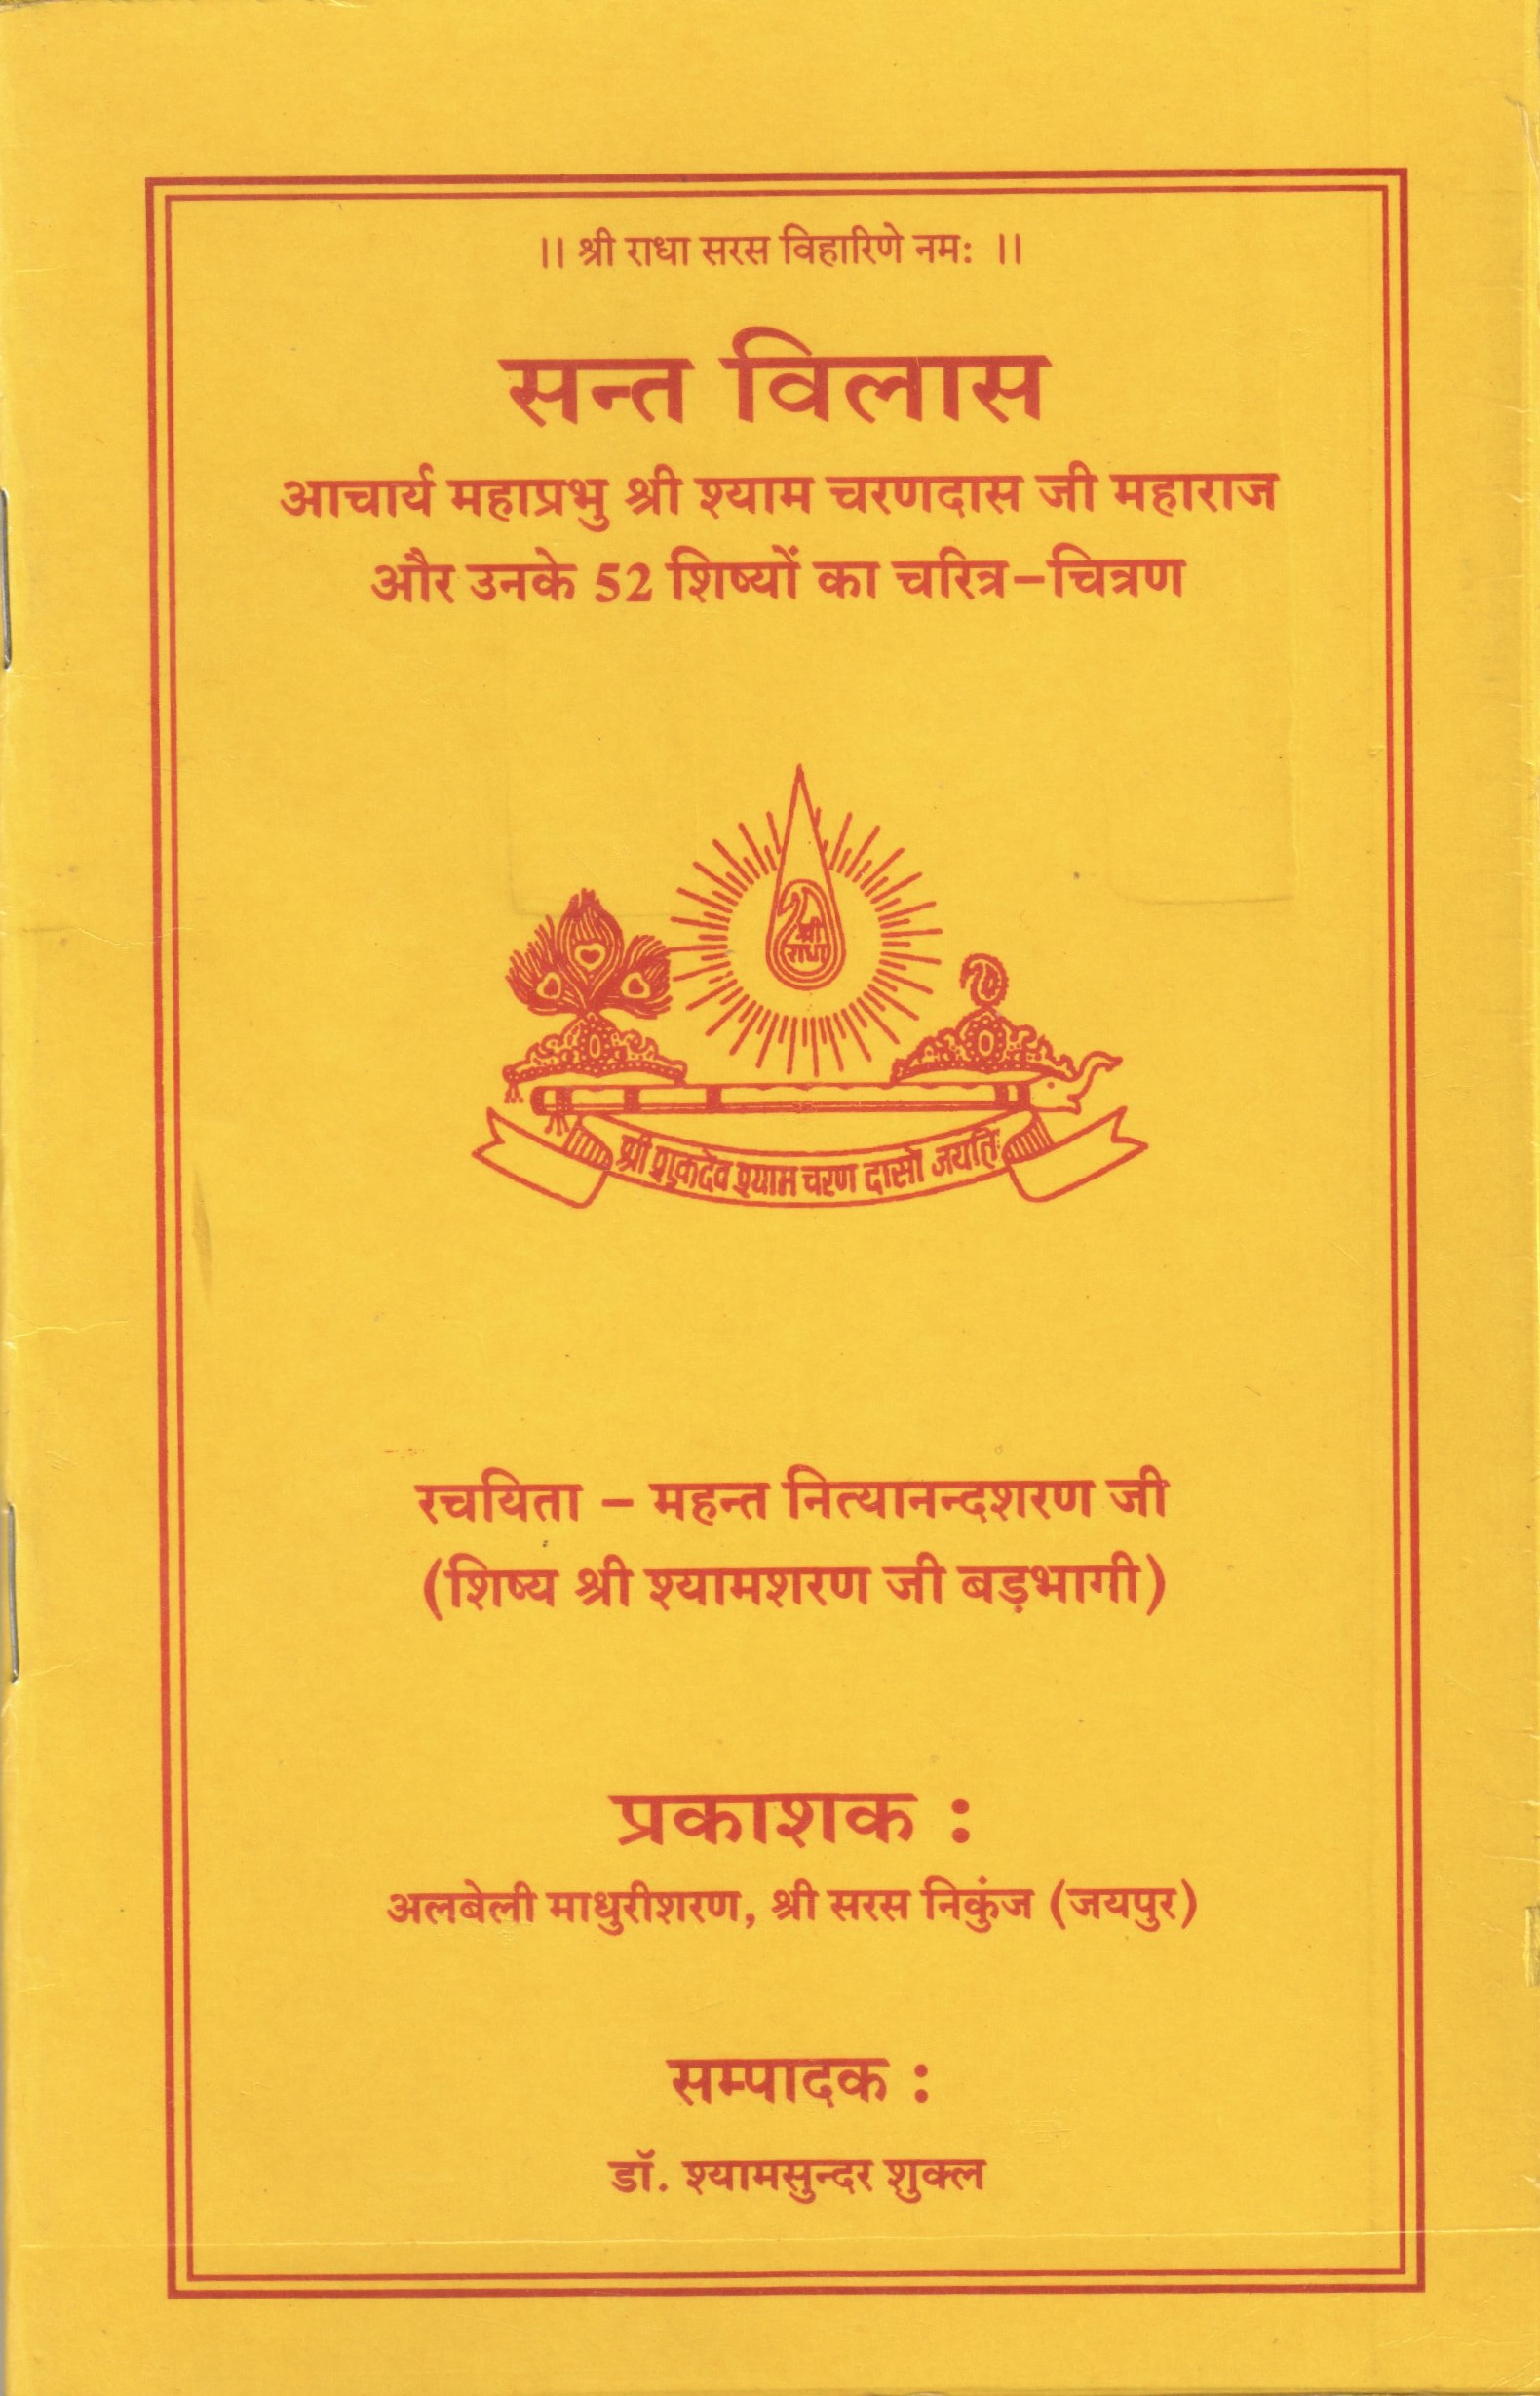 ।। श्री राधा सरस विहारिणे नमः ।।
सन्त विलास
आचार्य महाप्रभु श्री श्याम चरणदास जी महाराज
और उनके 52 शिष्यों का चरित्र-चित्रण
श्री
राधा
श्री शुकदेव श्याम चरण दासो जयति
रचयिता - महन्त नित्यानन्दशरण जी
(शिष्य श्री श्यामशरण जी बड़भागी)
प्रकाशक :
अलबेली माधुरीशरण, श्री सरस निकुंज (जयपुर)
सम्पादक :
डॉ. श्यामसुन्दर शुक्ल